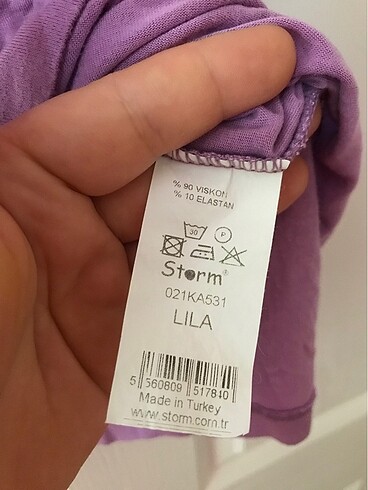 % 90 VISKON
% 10 ELASTAN
30 P
Storm®
021KA531
LILA
5 560809 517840
Made in Turkey
www.storm.com.tr